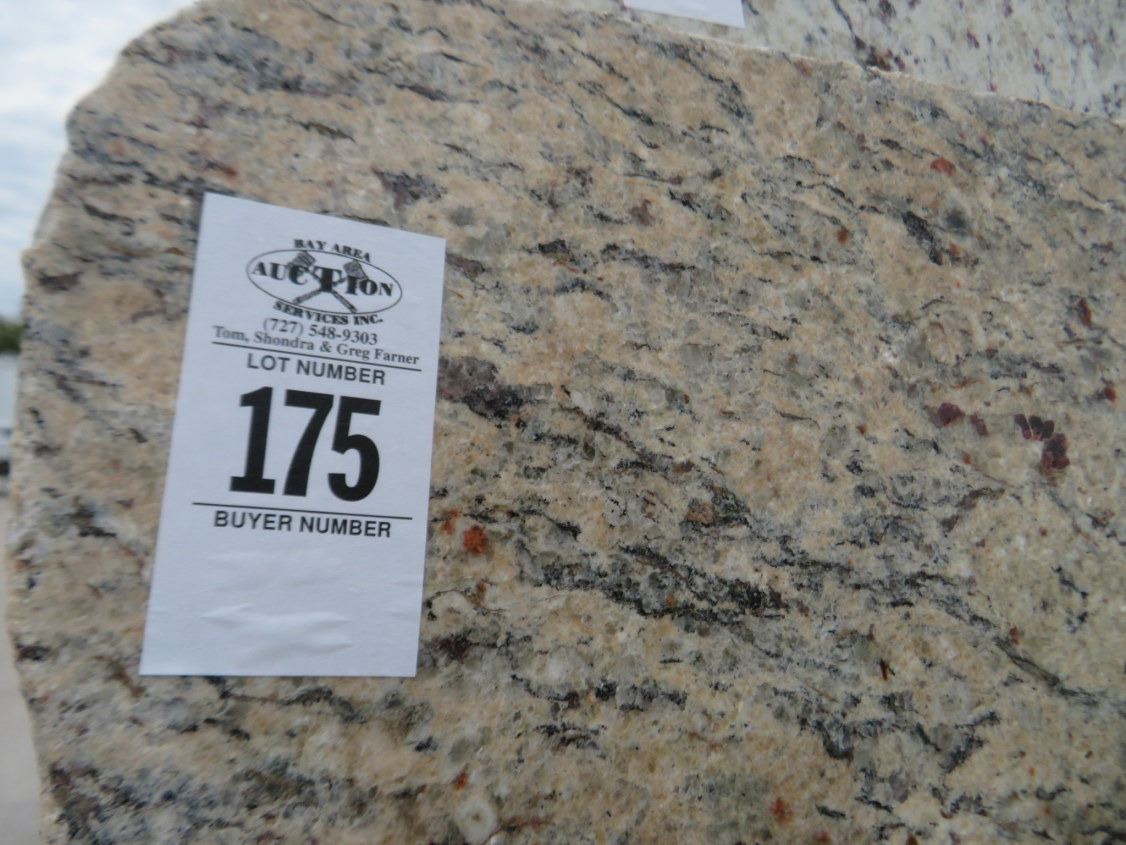 BAY AREA
AUCTION
SERVICES INC.
(727) 548-9303
Tom, Shondra & Greg Farner
LOT NUMBER
175
BUYER NUMBER